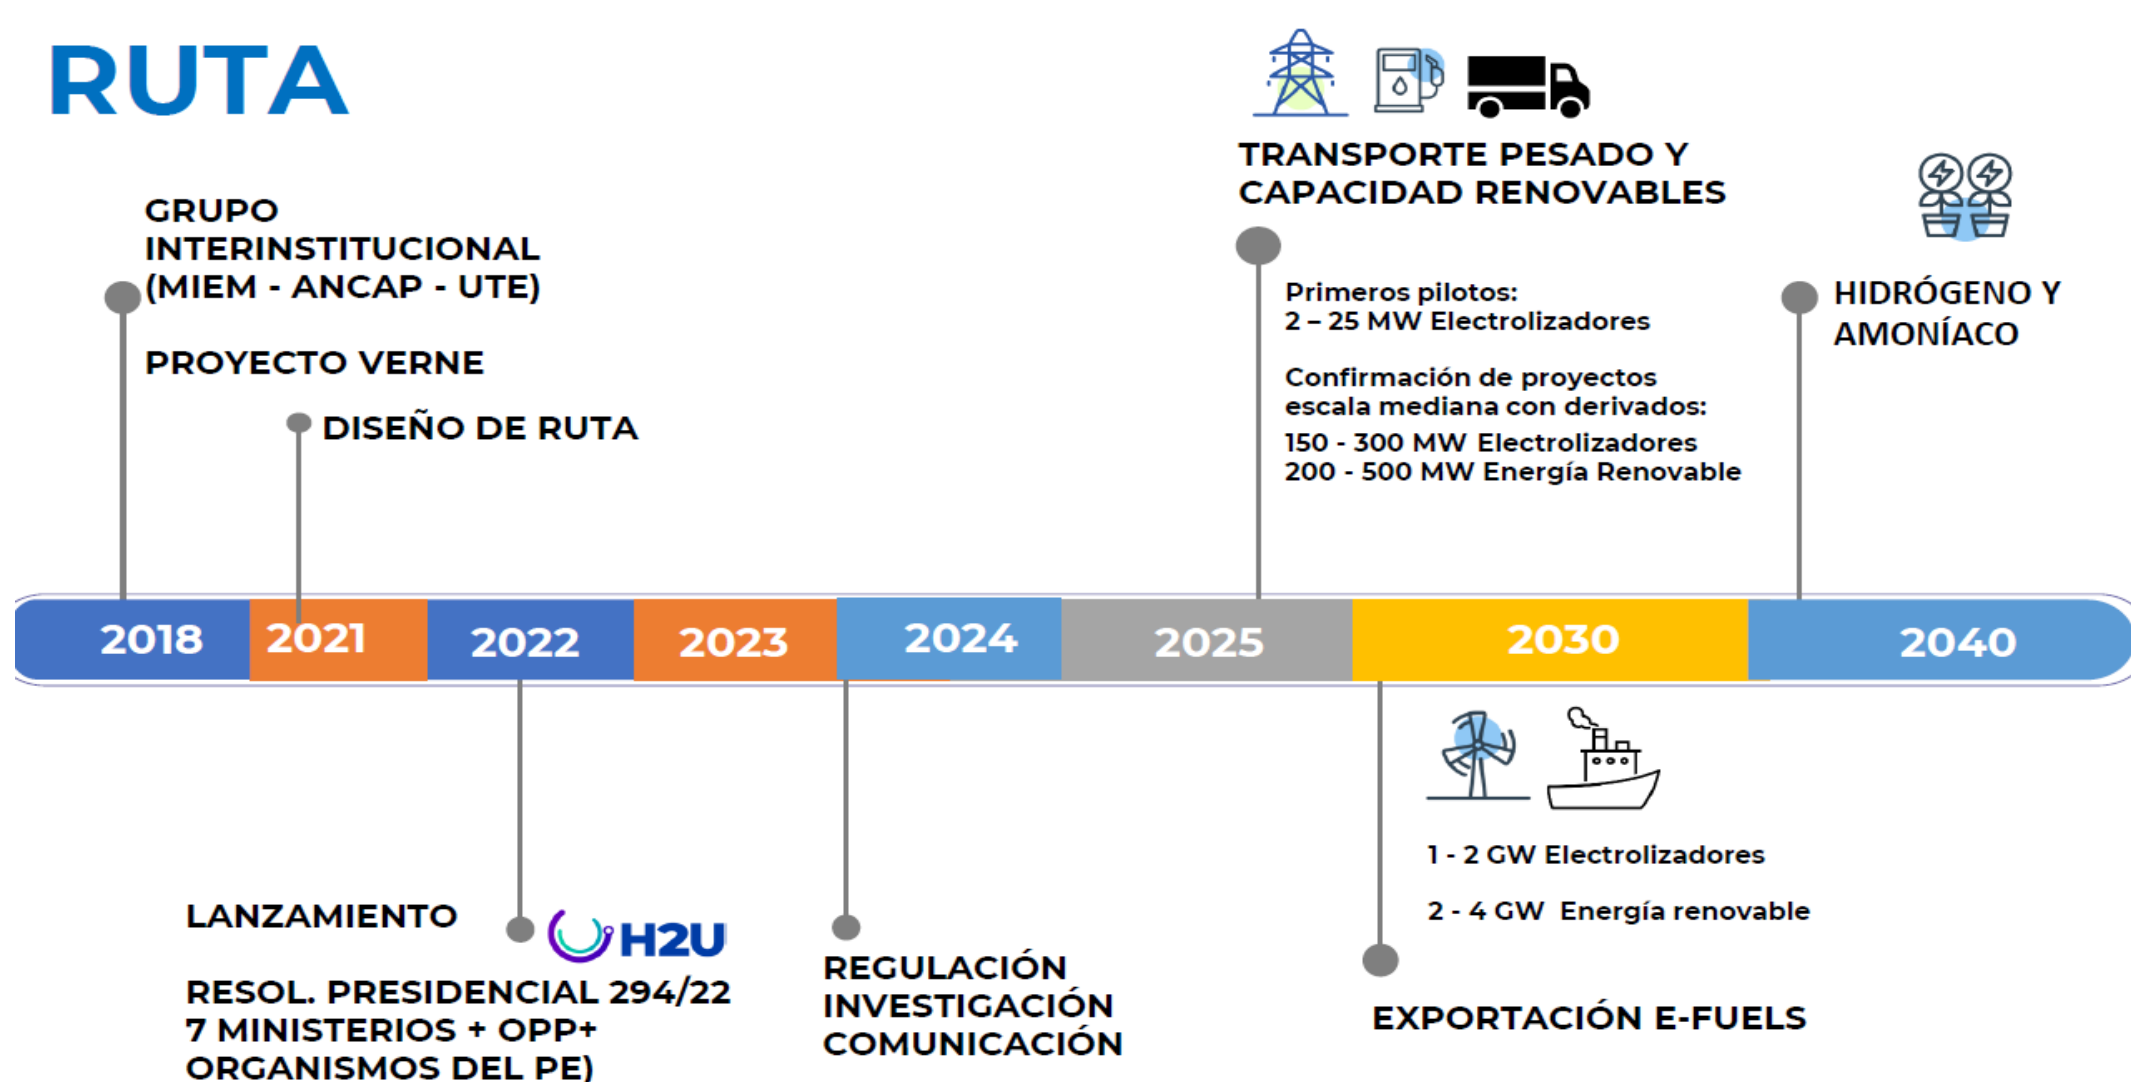 RUTA
GRUPO
INTERINSTITUCIONAL
(MIEM - ANCAP - UTE)
PROYECTO VERNE
DISEÑO DE RUTA
TRANSPORTE PESADO Y
CAPACIDAD RENOVABLES
Primeros pilotos:
2 – 25 MW Electrolizadores
Confirmación de proyectos
escala mediana con derivados:
150 - 300 MW Electrolizadores
200 - 500 MW Energía Renovable
HIDRÓGENO Y
AMONÍACO
2018
2021
2022
2023
2024
2025
2030
2040
LANZAMIENTO
H2U
RESOL. PRESIDENCIAL 294/22
7 MINISTERIOS + OPP+
ORGANISMOS DEL PE)
REGULACIÓN
INVESTIGACIÓN
COMUNICACIÓN
1 - 2 GW Electrolizadores
2 - 4 GW Energía renovable
EXPORTACIÓN E-FUELS